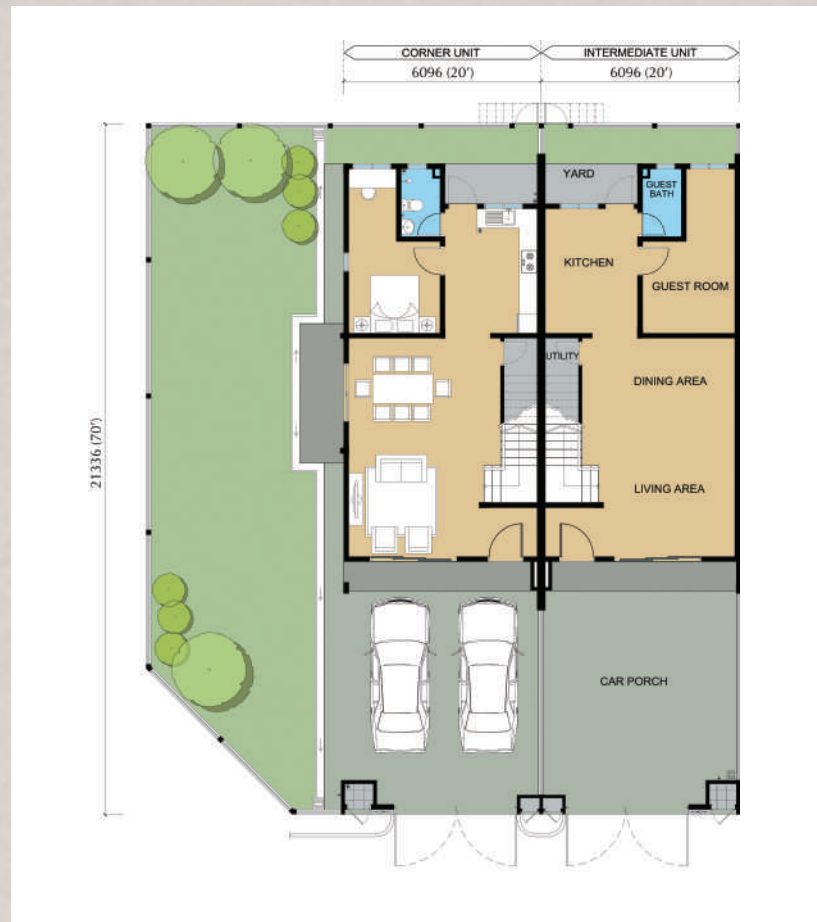 CORNER UNIT
INTERMEDIATE UNIT
6096 (20')
6096 (20')
21336 (70')
YARD
GUEST
BATH
KITCHEN
GUEST ROOM
UTILITY
DINING AREA
LIVING AREA
CAR PORCH